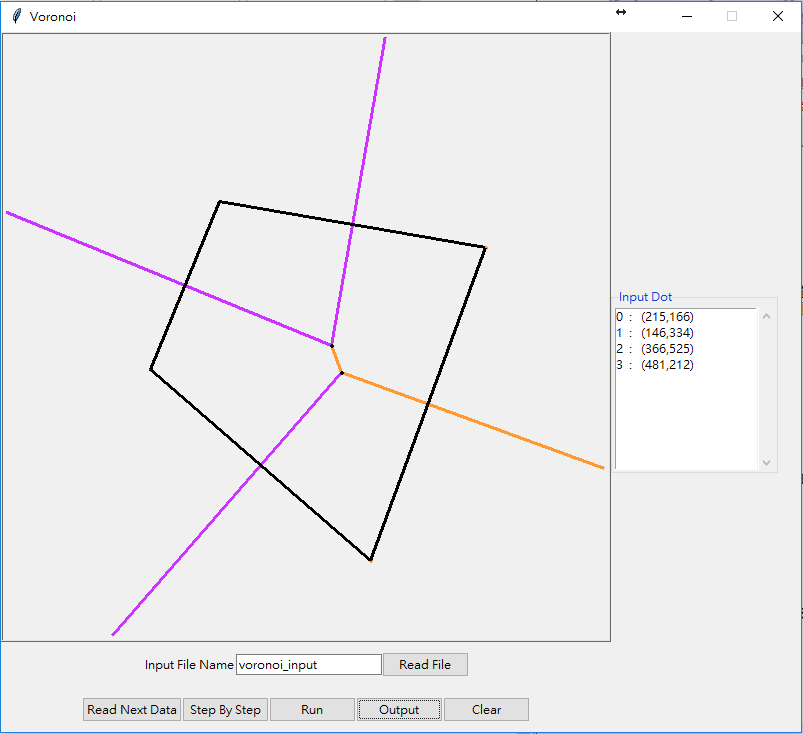 Voronoi
Input Dot
0 : (215,166)
1 : (146,334)
2 : (366,525)
3 : (481,212)
Input File Name voronoi_input Read File
Read Next Data Step By Step Run Output Clear